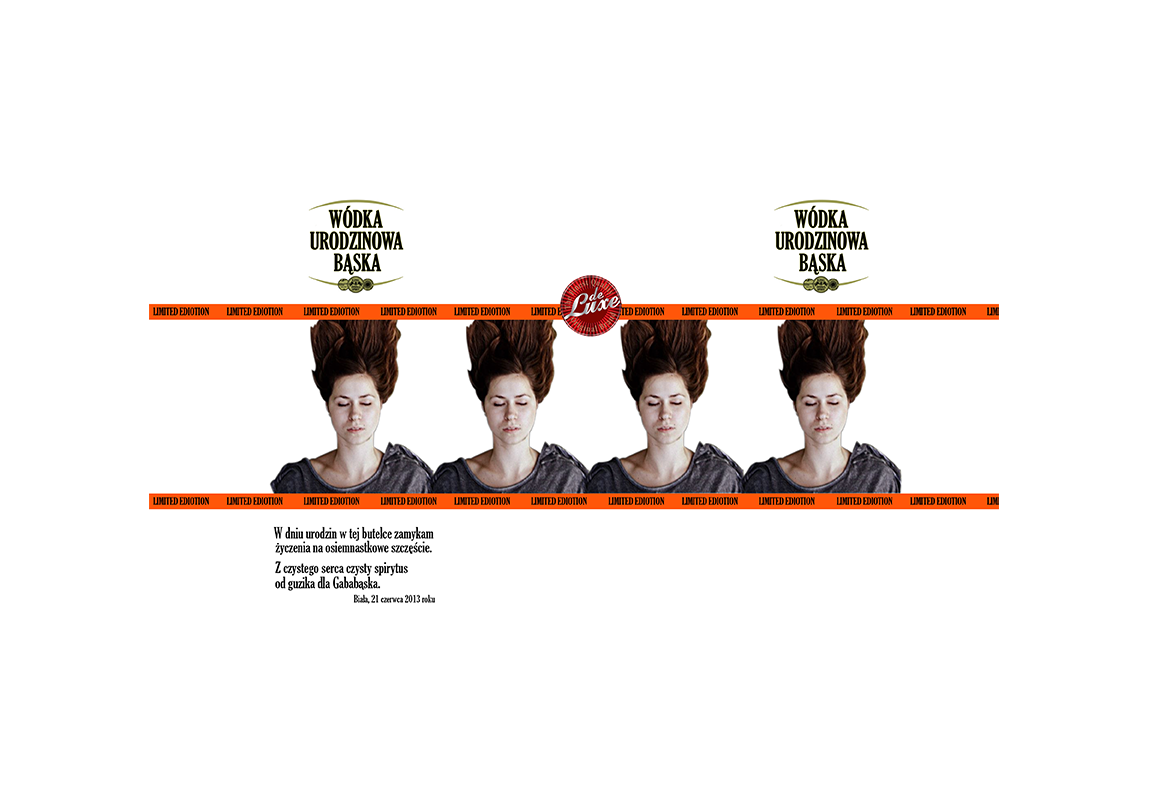 WÓDKA
URODZINOWA
BĄSKA
WÓDKA
URODZINOWA
BĄSKA
de
Luxe
LIMITED EDIOTION LIMITED EDIOTION LIMITED EDIOTION LIMITED EDIOTION LIMITED EDIOTION LIMITED E TED EDIOTION LIMITED EDIOTION LIMITED EDIOTION LIMITED EDIOTION LIMITED EDIOTION LIM
LIMITED EDIOTION LIMITED EDIOTION LIMITED EDIOTION LIMITED EDIOTION LIMITED EDIOTION LIMITED EDIOTION LIMITED EDIOTION LIMITED EDIOTION LIMITED EDIOTION LIMITED EDIOTION LIMITED EDIOTION LIM
W dniu urodzin w tej butelce zamykam
życzenia na osiemnastkowe szczęście.
Z czystego serca czysty spirytus
od guzika dla Gababąska.
Biała, 21 czerwca 2013 roku